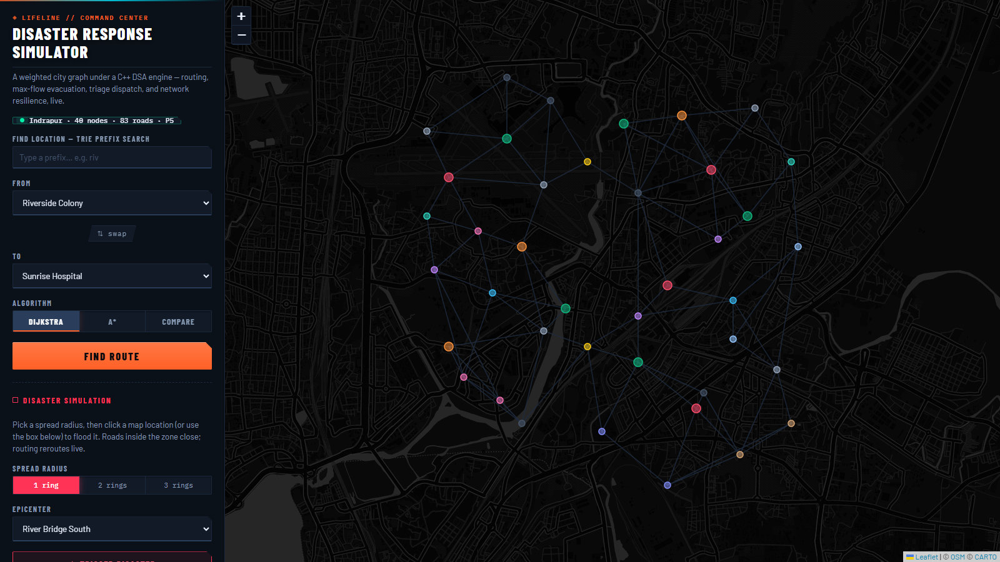 ◆ LIFELINE // COMMAND CENTER
DISASTER RESPONSE
SIMULATOR
A weighted city graph under a C++ DSA engine — routing,
max-flow evacuation, triage dispatch, and network
resilience, live.
Indrapur · 40 nodes · 83 roads · P5
FIND LOCATION — TRIE PREFIX SEARCH
Type a prefix... e.g. riv
FROM
Riverside Colony
⇅ swap
TO
Sunrise Hospital
ALGORITHM
DIJKSTRA A* COMPARE
FIND ROUTE
DISASTER SIMULATION
Pick a spread radius, then click a map location (or use
the box below) to flood it. Roads inside the zone close;
routing reroutes live.
SPREAD RADIUS
1 ring 2 rings 3 rings
EPICENTER
River Bridge South
+
−
Leaflet | © OSM © CARTO